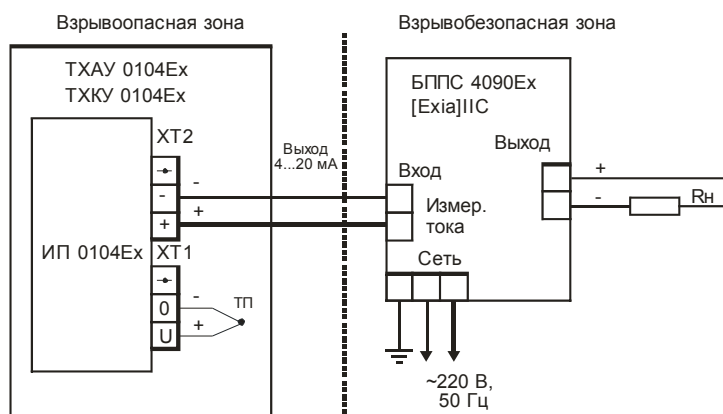 Взрывоопасная зона
Взрывобезопасная зона
ТХАУ 0104Ex
ТХКУ 0104Ex
БППС 4090Ex
[Exia]IIC
XT2
Выход
4...20 мА
Вход
Выход
-
-
+
+
Измер.
тока
+
-
Rн
ИП 0104Ex
XT1
Сеть
0
-
ТП
U
+
~220 В,
50 Гц